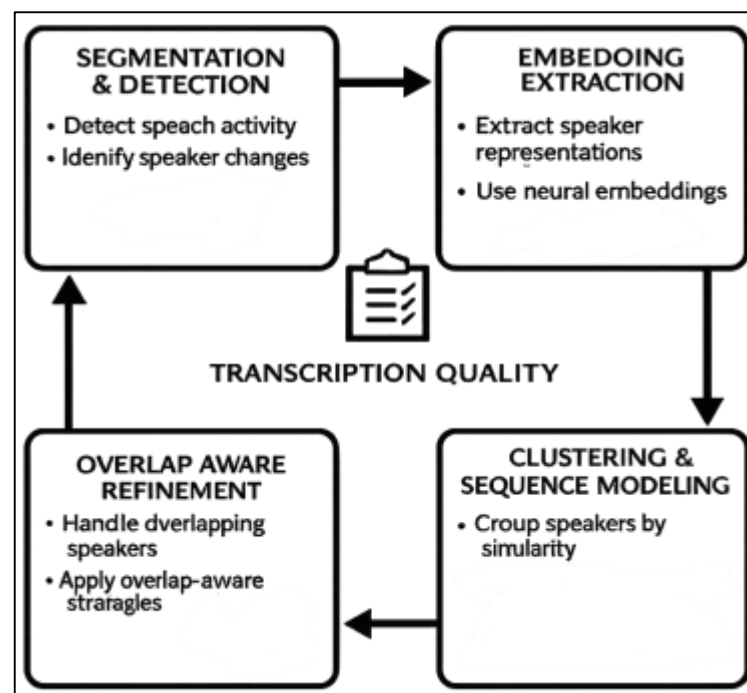 SEGMENTATION
& DETECTION
• Detect speach activity
• Identify speaker changes
EMBEDOING
EXTRACTION
• Extract speaker
representations
• Use neural embeddings
TRANSCRIPTION QUALITY
OVERLAP AWARE
REFINEMENT
• Handle dverlapping
speakers
• Apply overlap-aware
straragles
CLUSTERING &
SEQUENCE MODELING
• Croup speakers by
simularity